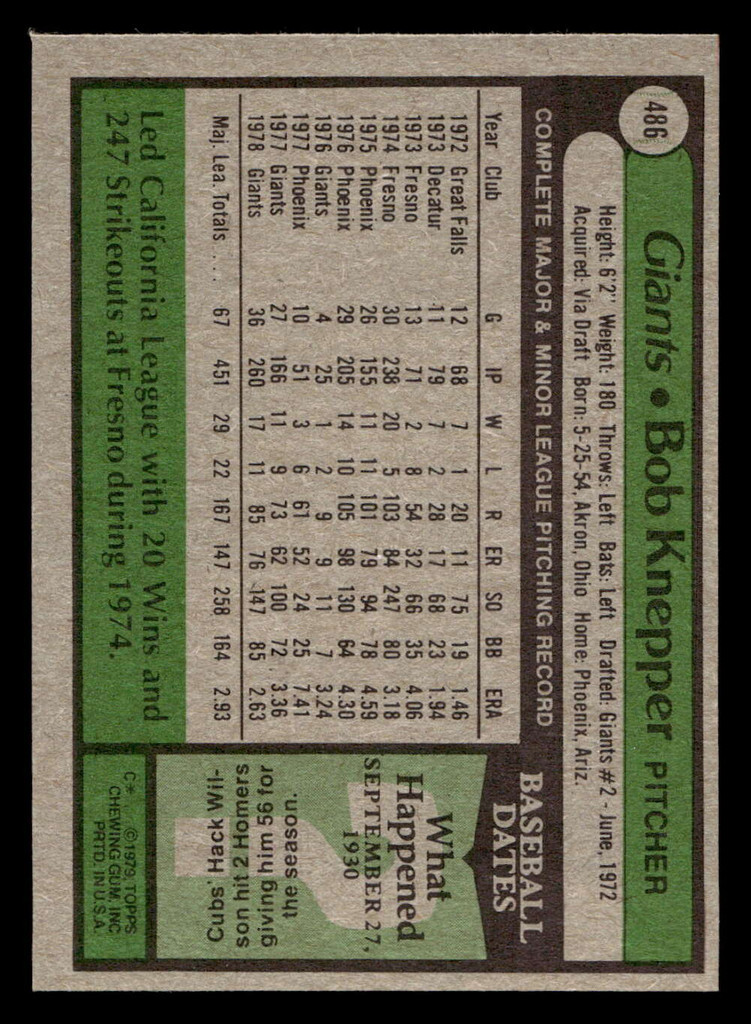 486
Giants • Bob Knepper PITCHER
Height: 6'2" Weight: 180 Throws: Left Bats: Left Drafted: Giants #2 - June, 1972
Acquired: Via Draft Born: 5-25-54, Akron, Ohio Home: Phoenix, Ariz.
COMPLETE MAJOR & MINOR LEAGUE PITCHING RECORD
Year Club G IP W L R ER SO BB ERA
1972 Great Falls 12 68 7 1 20 11 75 19 1.46
1973 Decatur 11 79 7 2 28 17 68 23 1.94
1973 Fresno 13 71 2 8 54 32 66 35 4.06
1974 Fresno 30 238 20 5 103 84 247 80 3.18
1975 Phoenix 26 155 11 11 101 79 94 78 4.59
1976 Phoenix 29 205 14 10 105 98 130 64 4.30
1976 Giants 4 25 1 2 9 9 11 7 3.24
1977 Phoenix 10 51 3 6 61 52 24 25 7.41
1977 Giants 27 166 11 9 73 62 100 72 3.36
1978 Giants 36 260 17 11 85 76 147 85 2.63
Maj. Lea. Totals .... 67 451 29 22 167 147 258 164 2.93
Led California League with 20 Wins and
247 Strikeouts at Fresno during 1974.
BASEBALL
DATES
What
Happened
SEPTEMBER 27,
1930
?
Cubs' Hack Wil-
son hit 2 Homers
giving him 56 for
the season.
C* ©1979, TOPPS
CHEWING GUM, INC
PRTD. IN U.S.A.